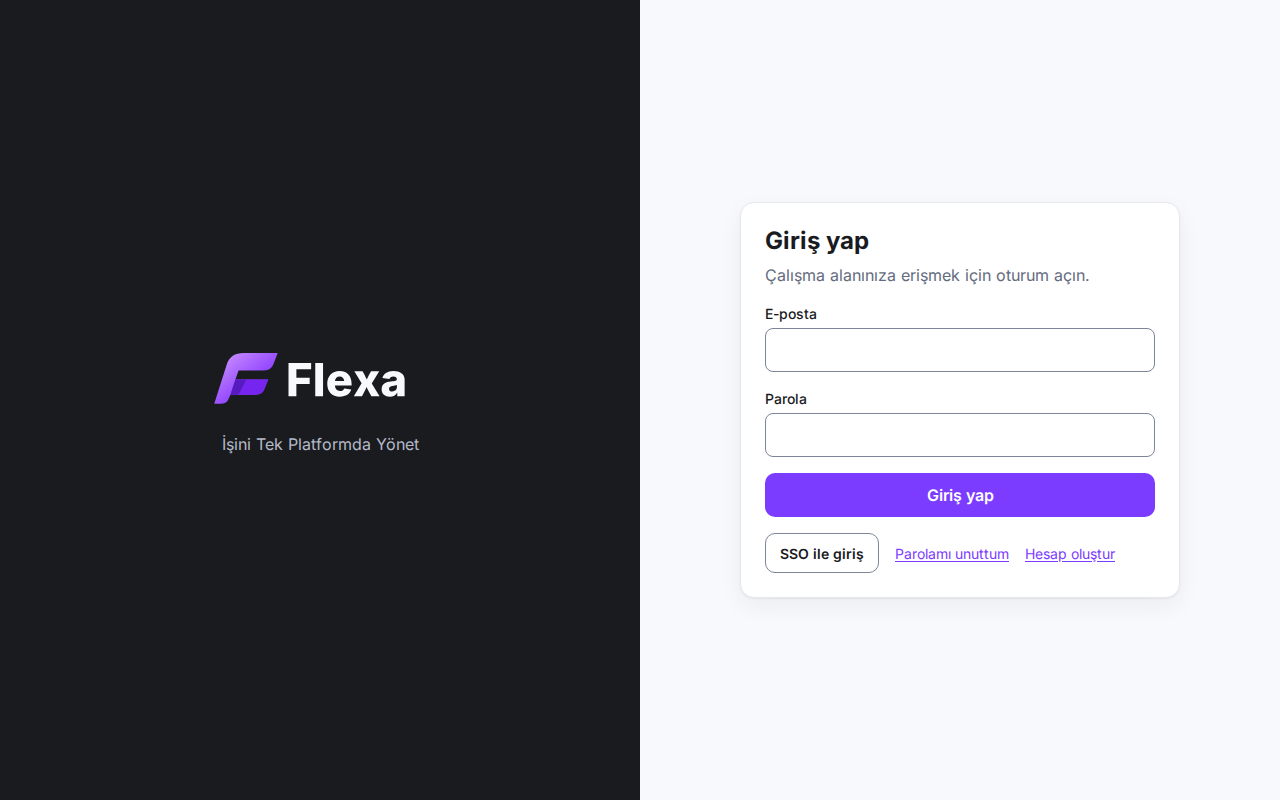 Flexa
İşini Tek Platformda Yönet
Giriş yap
Çalışma alanınıza erişmek için oturum açın.
E-posta
Parola
Giriş yap
SSO ile giriş
Parolamı unuttum
Hesap oluştur